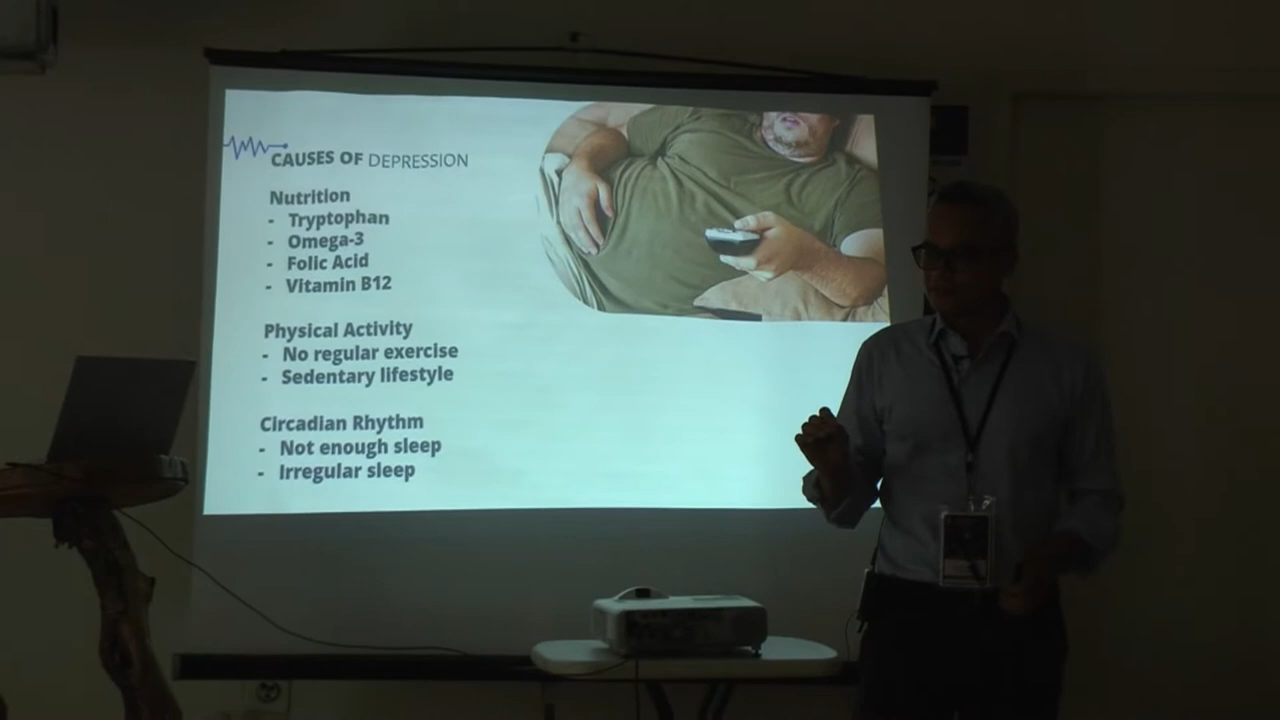 CAUSES OF DEPRESSION
Nutrition
- Tryptophan
- Omega-3
- Folic Acid
- Vitamin B12
Physical Activity
- No regular exercise
- Sedentary lifestyle
Circadian Rhythm
- Not enough sleep
- Irregular sleep